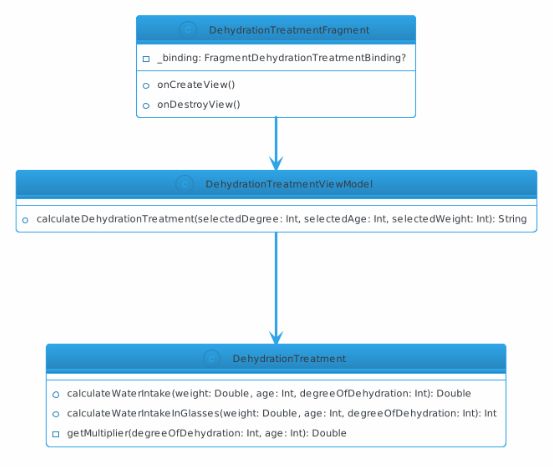 DehydrationTreatmentFragment
_binding: FragmentDehydrationTreatmentBinding?
onCreateView()
onDestroyView()
DehydrationTreatmentViewModel
calculateDehydrationTreatment(selectedDegree: Int, selectedAge: Int, selectedWeight: Int): String
DehydrationTreatment
calculateWaterIntake(weight: Double, age: Int, degreeOfDehydration: Int): Double
calculateWaterIntakeInGlasses(weight: Double, age: Int, degreeOfDehydration: Int): Int
getMultiplier(degreeOfDehydration: Int, age: Int): Double